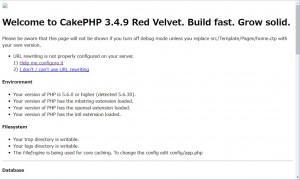 Welcome to CakePHP 3.4.9 Red Velvet. Build fast. Grow solid.
Please be aware that this page will not be shown if you turn off debug mode unless you replace src/Template/Pages/home.ctp with your own version.
URL rewriting is not properly configured on your server.
1) Help me configure it
2) I don't / can't use URL rewriting
Environment
Your version of PHP is 5.6.0 or higher (detected 5.6.30).
Your version of PHP has the mbstring extension loaded.
Your version of PHP has the openssl extension loaded.
Your version of PHP has the intl extension loaded.
Filesystem
Your tmp directory is writable.
Your logs directory is writable.
The FileEngine is being used for core caching. To change the config edit config/app.php
Database